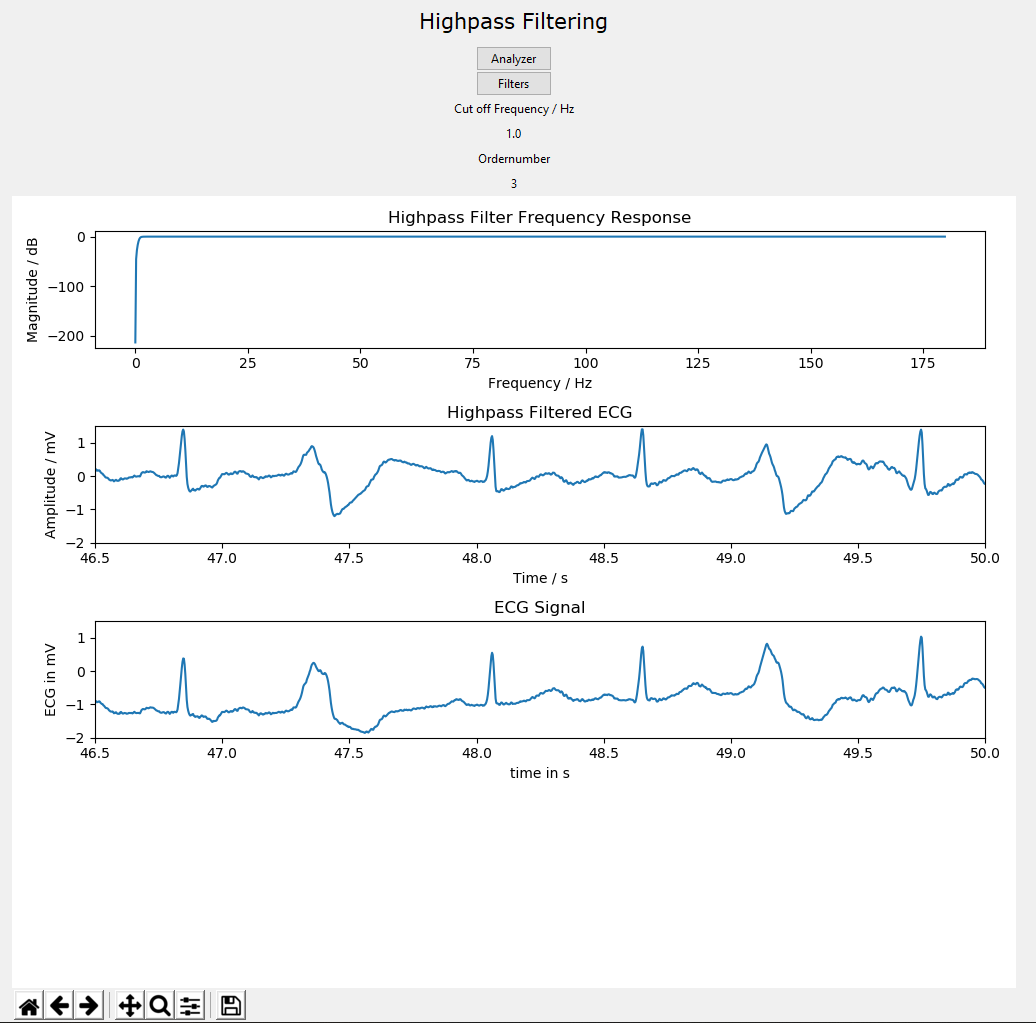 Highpass Filtering
Analyzer
Filters
Cut off Frequency / Hz
1.0
Ordernumber
3
Highpass Filter Frequency Response
Magnitude / dB
0
−100
−200
0 25 50 75 100 125 150 175
Frequency / Hz
Highpass Filtered ECG
Amplitude / mV
1
0
−1
−2
46.5 47.0 47.5 48.0 48.5 49.0 49.5 50.0
Time / s
ECG Signal
ECG in mV
1
0
−1
−2
46.5 47.0 47.5 48.0 48.5 49.0 49.5 50.0
time in s